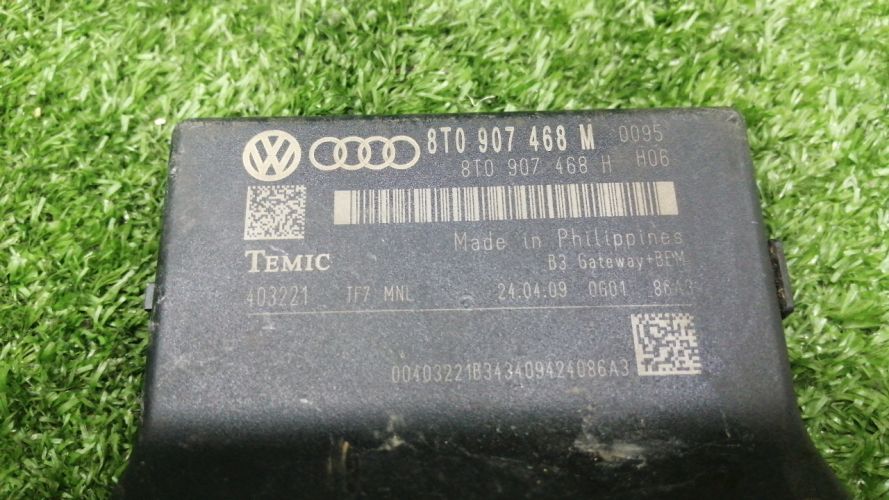 8T0 907 468 M 0095
8T0 907 468 H H06
Made in Philippines
TEMIC
B3 Gateway+BEM
403221 TF7 MNL 24.04.09 0G01 86A3
00403221B343409424086A3